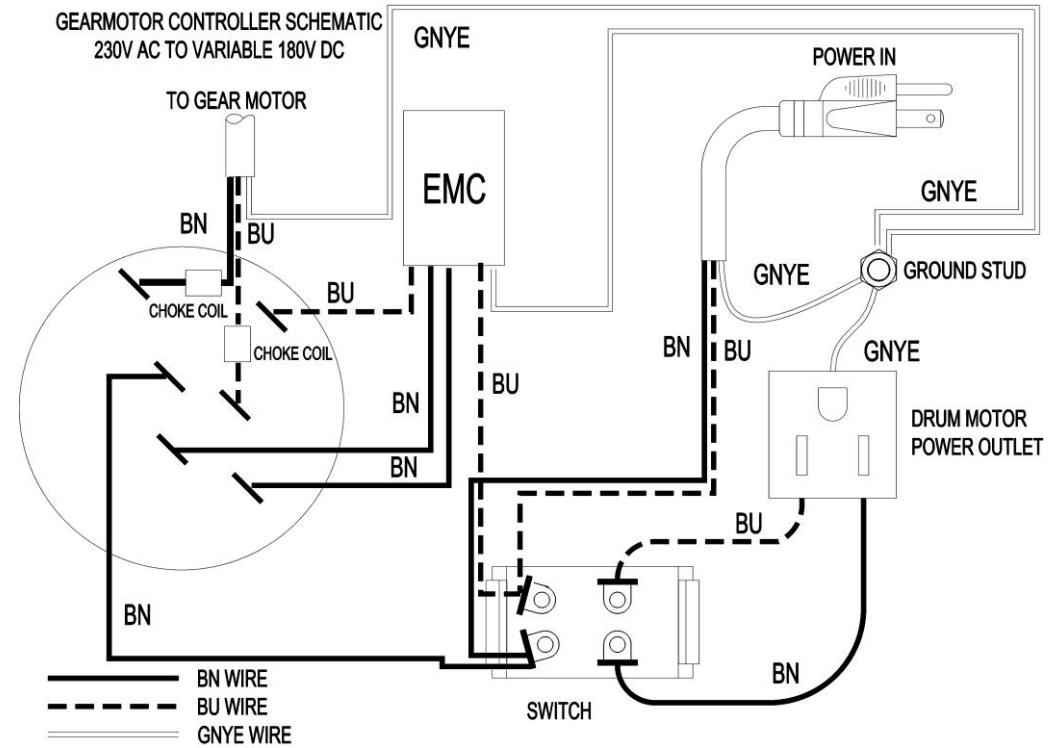 GEARMOTOR CONTROLLER SCHEMATIC
230V AC TO VARIABLE 180V DC
GNYE
POWER IN
TO GEAR MOTOR
EMC
GNYE
BN
BU
GNYE
GROUND STUD
BU
CHOKE COIL
BN
BU
GNYE
CHOKE COIL
BU
BN
DRUM MOTOR
POWER OUTLET
BN
BU
BN
BN
BN WIRE
BU WIRE
SWITCH
GNYE WIRE